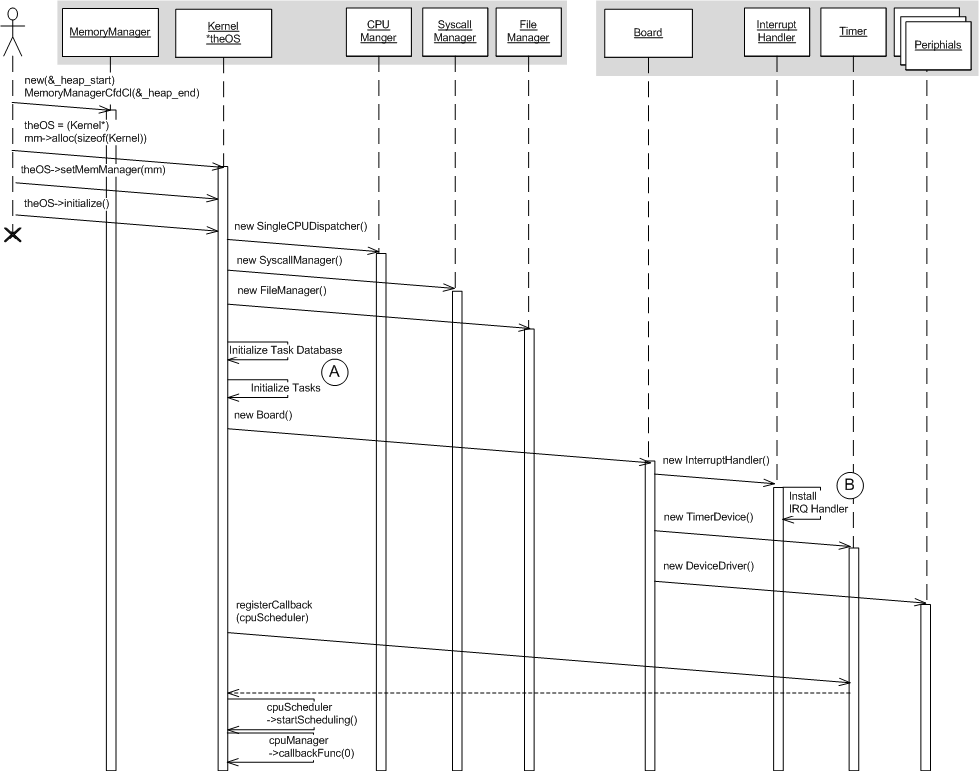 MemoryManager
Kernel
*theOS
CPU
Manger
Syscall
Manager
File
Manager
Board
Interrupt
Handler
Timer
Periphials
new(&_heap_start)
MemoryManagerCfdCl(&_heap_end)
theOS = (Kernel*)
mm->alloc(sizeof(Kernel))
theOS->setMemManager(mm)
theOS->initialize()
new SingleCPUDispatcher()
new SyscallManager()
new FileManager()
Initialize Task Database
A
Initialize Tasks
new Board()
new InterruptHandler()
B
Install
IRQ Handler
new TimerDevice()
new DeviceDriver()
registerCallback
(cpuScheduler)
cpuScheduler
->startScheduling()
cpuManager
->callbackFunc(0)